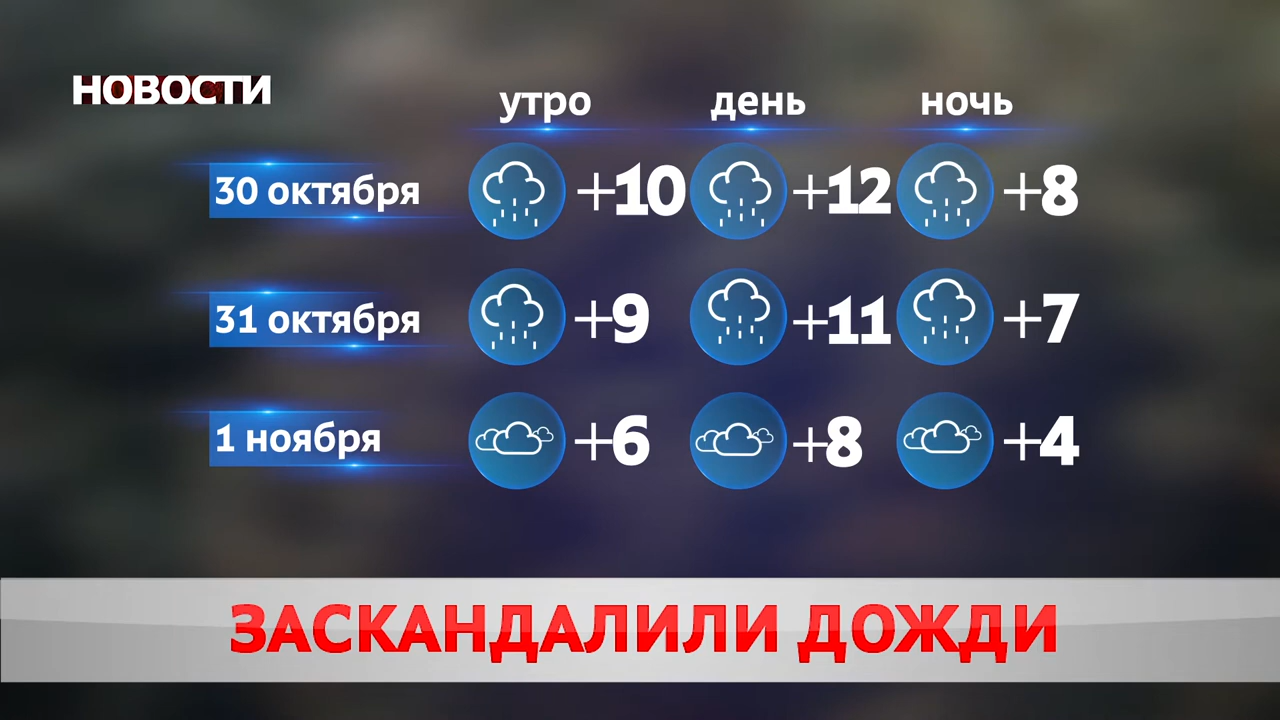 НОВОСТИ
утро день ночь
30 октября +10 +12 +8
31 октября +9 +11 +7
1 ноября +6 +8 +4
ЗАСКАНДАЛИЛИ ДОЖДИ